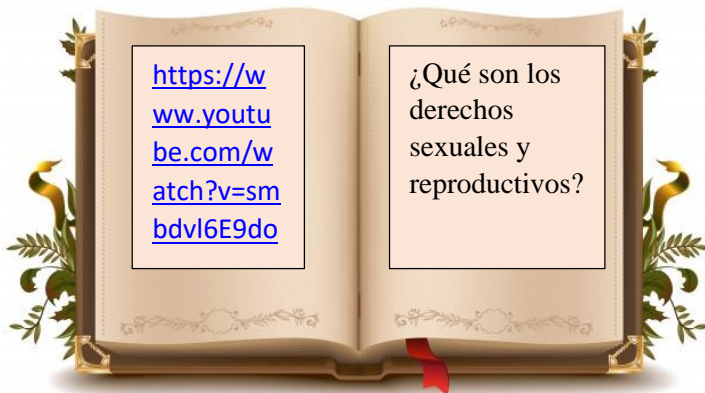 https://w
ww.youtu
be.com/w
atch?v=sm
bdvl6E9do
¿Qué son los
derechos
sexuales y
reproductivos?